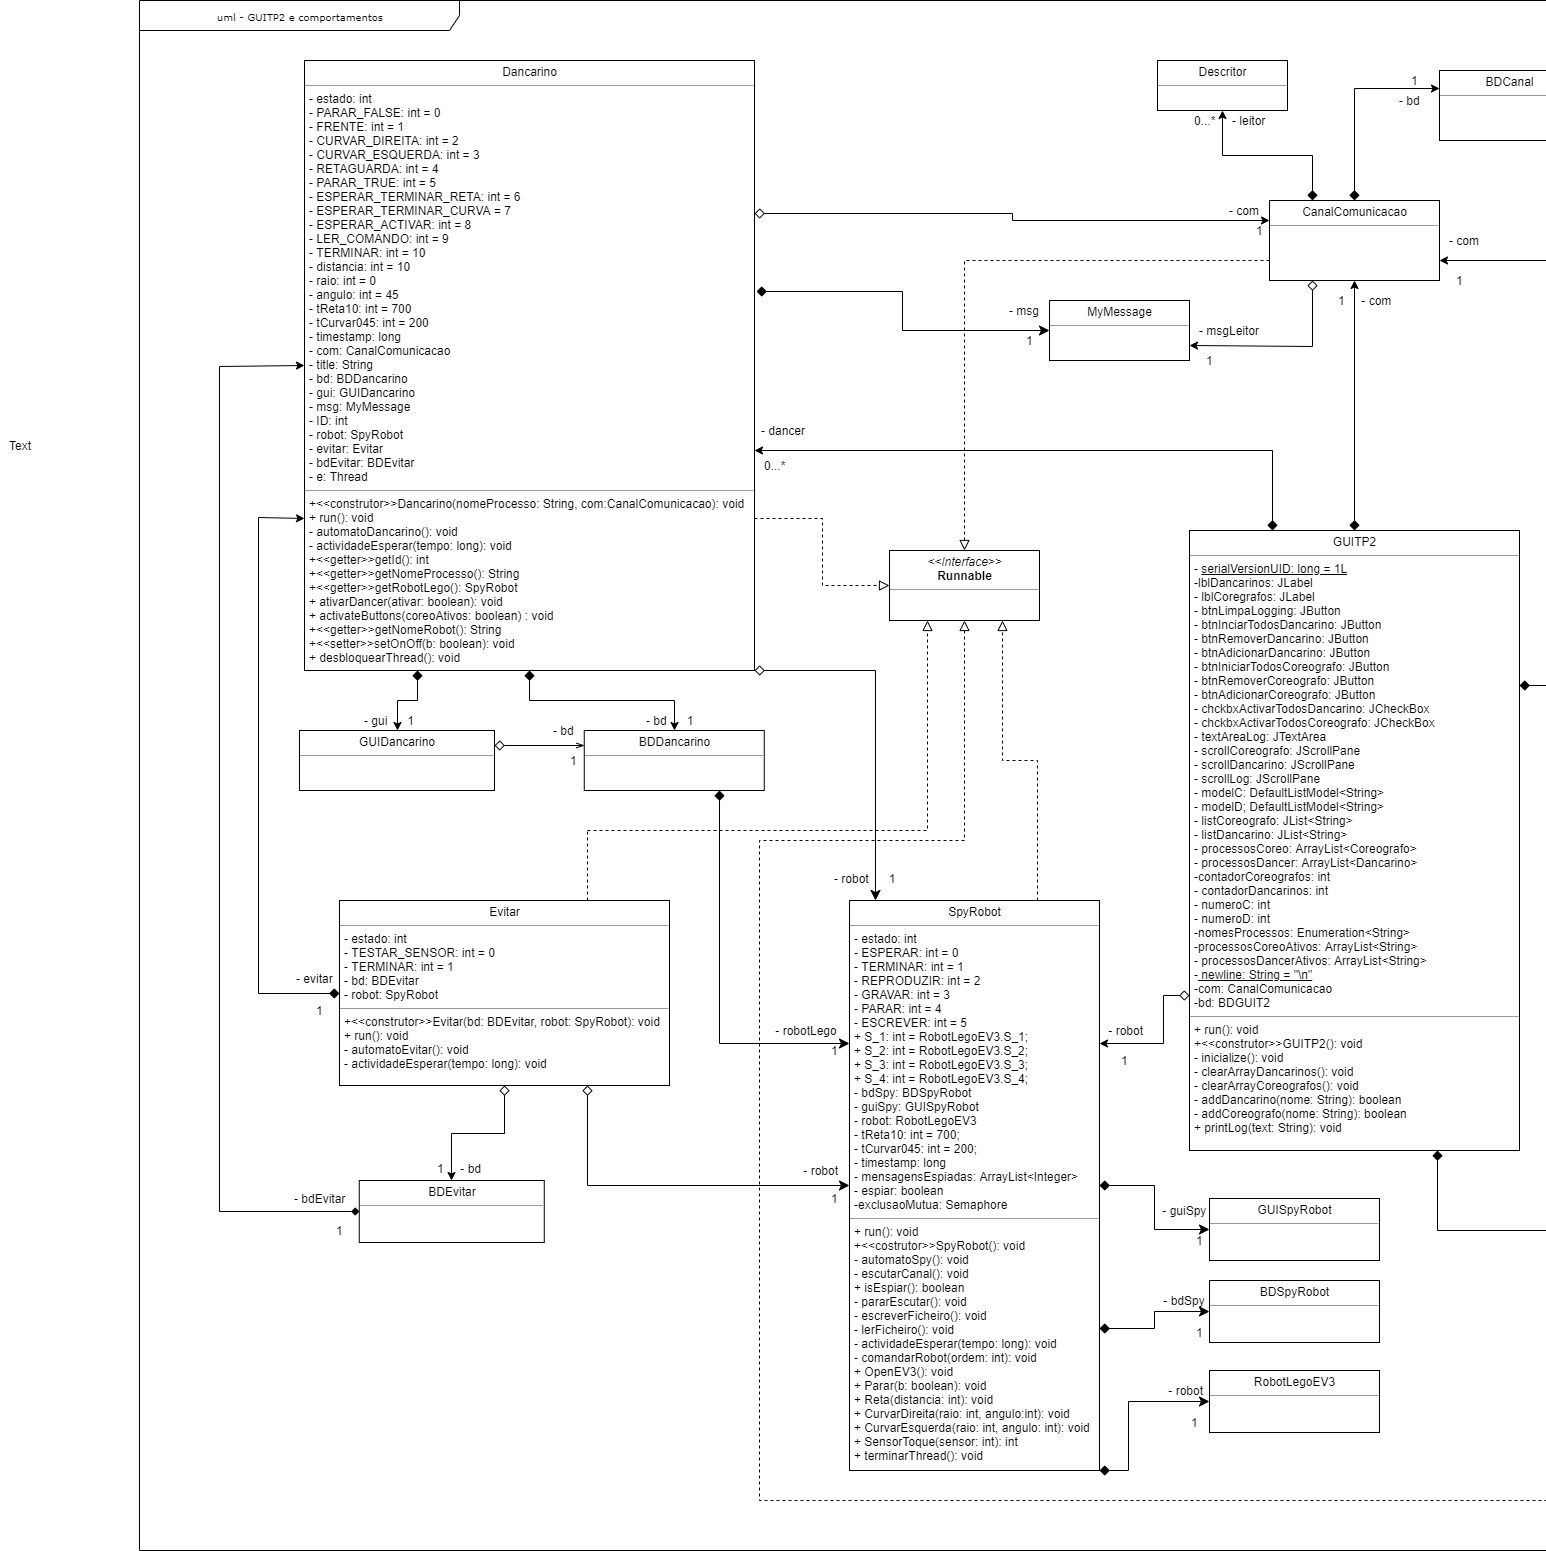 uml - GUITP2 e comportamentos
Text
Dancarino
- estado: int
- PARAR_FALSE: int = 0
- FRENTE: int = 1
- CURVAR_DIREITA: int = 2
- CURVAR_ESQUERDA: int = 3
- RETAGUARDA: int = 4
- PARAR_TRUE: int = 5
- ESPERAR_TERMINAR_RETA: int = 6
- ESPERAR_TERMINAR_CURVA = 7
- ESPERAR_ACTIVAR: int = 8
- LER_COMANDO: int = 9
- TERMINAR: int = 10
- distancia: int = 10
- raio: int = 0
- angulo: int = 45
- tReta10: int = 700
- tCurvar045: int = 200
- timestamp: long
- com: CanalComunicacao
- title: String
- bd: BDDancarino
- gui: GUIDancarino
- msg: MyMessage
- ID: int
- robot: SpyRobot
- evitar: Evitar
- bdEvitar: BDEvitar
- e: Thread
+<<construtor>>Dancarino(nomeProcesso: String, com:CanalComunicacao): void
+ run(): void
- automatoDancarino(): void
- actividadeEsperar(tempo: long): void
+<<getter>>getId(): int
+<<getter>>getNomeProcesso(): String
+<<getter>>getRobotLego(): SpyRobot
+ ativarDancer(ativar: boolean): void
+ activateButtons(coreoAtivos: boolean) : void
+<<getter>>getNomeRobot(): String
+<<setter>>setOnOff(b: boolean): void
+ desbloquearThread(): void
Descritor
0...*
- leitor
1
- bd
BDCanal
CanalComunicacao
- com
1
- com
1
1
- com
- msg
1
MyMessage
- msgLeitor
1
- dancer
0...*
<<Interface>>
Runnable
GUITP2
- serialVersionUID: long = 1L
-lblDancarinos: JLabel
- lblCoregrafos: JLabel
- btnLimpaLogging: JButton
- btnInciarTodosDancarino: JButton
- btnRemoverDancarino: JButton
- btnAdicionarDancarino: JButton
- btnIniciarTodosCoreografo: JButton
- btnRemoverCoreografo: JButton
- btnAdicionarCoreografo: JButton
- chckbxActivarTodosDancarino: JCheckBox
- chckbxActivarTodosCoreografo: JCheckBox
- textAreaLog: JTextArea
- scrollCoreografo: JScrollPane
- scrollDancarino: JScrollPane
- scrollLog: JScrollPane
- modelC: DefaultListModel<String>
- modelD; DefaultListModel<String>
- listCoreografo: JList<String>
- listDancarino: JList<String>
- processosCoreo: ArrayList<Coreografo>
- processosDancer: ArrayList<Dancarino>
-contadorCoreografos: int
- contadorDancarinos: int
- numeroC: int
- numeroD: int
-nomesProcessos: Enumeration<String>
-processosCoreoAtivos: ArrayList<String>
- processosDancerAtivos: ArrayList<String>
- newline: String = "\n"
-com: CanalComunicacao
-bd: BDGUIT2
+ run(): void
+<<construtor>>GUITP2(): void
- inicialize(): void
- clearArrayDancarinos(): void
- clearArrayCoreografos(): void
- addDancarino(nome: String): boolean
- addCoreografo(nome: String): boolean
+ printLog(text: String): void
- gui
1
GUIDancarino
- bd
1
- bd
1
BDDancarino
- robot
1
Evitar
- estado: int
- TESTAR_SENSOR: int = 0
- TERMINAR: int = 1
- bd: BDEvitar
- robot: SpyRobot
+<<construtor>>Evitar(bd: BDEvitar, robot: SpyRobot): void
+ run(): void
- automatoEvitar(): void
- actividadeEsperar(tempo: long): void
- evitar
1
- robotLego
1
1
- bd
BDEvitar
- bdEvitar
1
- robot
1
SpyRobot
- estado: int
- ESPERAR: int = 0
- TERMINAR: int = 1
- REPRODUZIR: int = 2
- GRAVAR: int = 3
- PARAR: int = 4
- ESCREVER: int = 5
+ S_1: int = RobotLegoEV3.S_1;
+ S_2: int = RobotLegoEV3.S_2;
+ S_3: int = RobotLegoEV3.S_3;
+ S_4: int = RobotLegoEV3.S_4;
- bdSpy: BDSpyRobot
- guiSpy: GUISpyRobot
- robot: RobotLegoEV3
- tReta10: int = 700;
- tCurvar045: int = 200;
- timestamp: long
- mensagensEspiadas: ArrayList<Integer>
- espiar: boolean
-exclusaoMutua: Semaphore
+ run(): void
+<<costrutor>>SpyRobot(): void
- automatoSpy(): void
- escutarCanal(): void
+ isEspiar(): boolean
- pararEscutar(): void
- escreverFicheiro(): void
- lerFicheiro(): void
- actividadeEsperar(tempo: long): void
- comandarRobot(ordem: int): void
+ OpenEV3(): void
+ Parar(b: boolean): void
+ Reta(distancia: int): void
+ CurvarDireita(raio: int, angulo:int): void
+ CurvarEsquerda(raio: int, angulo: int): void
+ SensorToque(sensor: int): int
+ terminarThread(): void
- robot
1
- guiSpy
1
GUISpyRobot
- bdSpy
1
BDSpyRobot
- robot
1
RobotLegoEV3